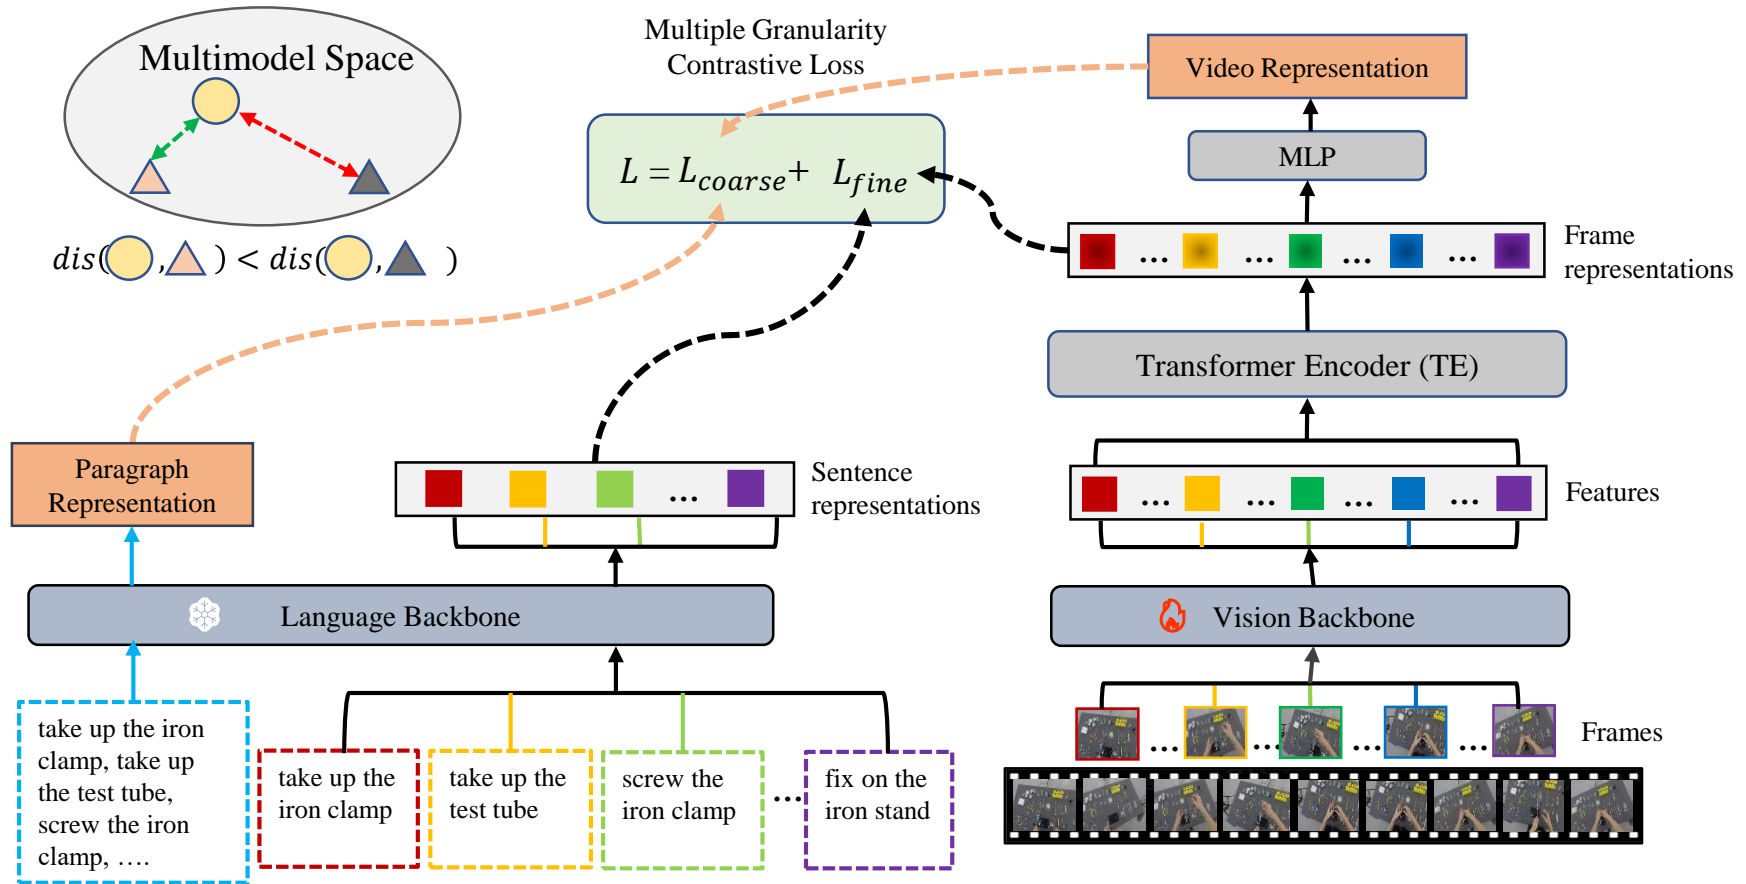 Multimodel Space
dis( , ) < dis( , )
Multiple Granularity
Contrastive Loss
L = L_coarse + L_fine
Video Representation
MLP
Frame
representations
Transformer Encoder (TE)
Paragraph
Representation
Sentence
representations
Features
Language Backbone
Vision Backbone
take up the iron
clamp, take up
the test tube,
screw the iron
clamp, ….
take up the
iron clamp
take up the
test tube
screw the
iron clamp
...
fix on the
iron stand
Frames